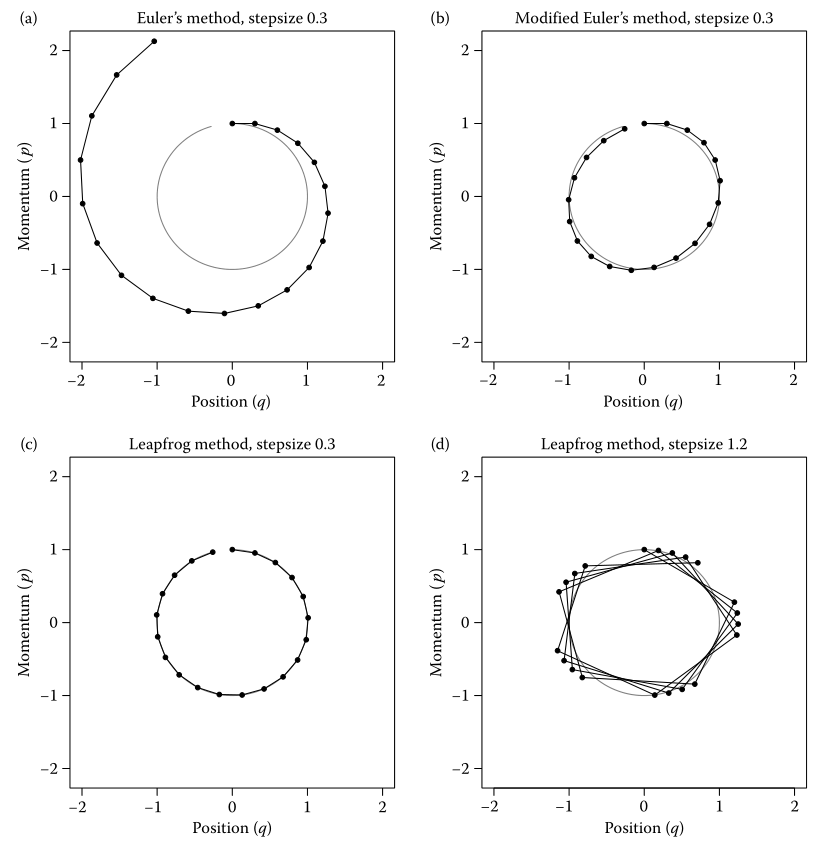 (a) Euler’s method, stepsize 0.3
2
1
0
−1
−2
Momentum (p)
−2 −1 0 1 2
Position (q)
(b) Modified Euler’s method, stepsize 0.3
2
1
0
−1
−2
Momentum (p)
−2 −1 0 1 2
Position (q)
(c) Leapfrog method, stepsize 0.3
2
1
0
−1
−2
Momentum (p)
−2 −1 0 1 2
Position (q)
(d) Leapfrog method, stepsize 1.2
2
1
0
−1
−2
Momentum (p)
−2 −1 0 1 2
Position (q)